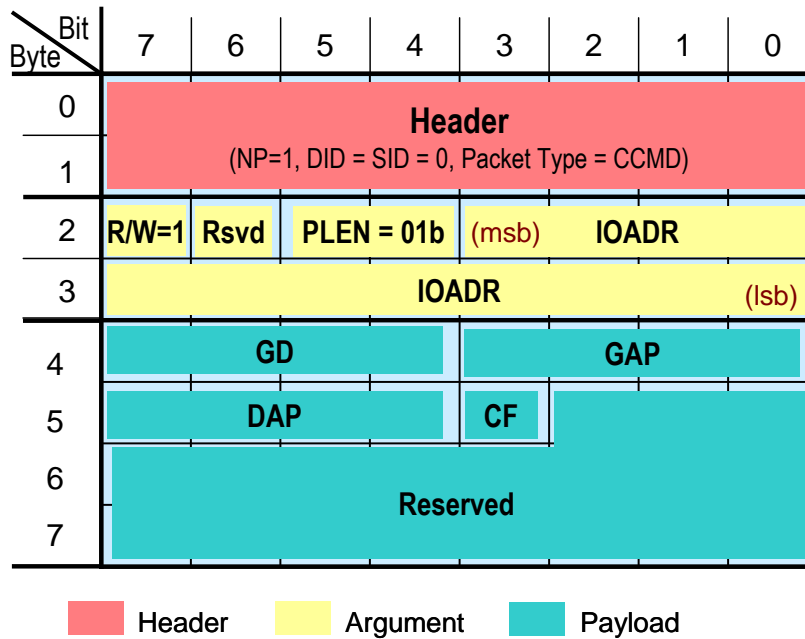 Bit
Byte
7 6 5 4 3 2 1 0
0
Header
(NP=1, DID = SID = 0, Packet Type = CCMD)
1
2 R/W=1 Rsvd PLEN = 01b (msb) IOADR
3 IOADR (lsb)
4 GD GAP
5 DAP CF
6
Reserved
7
Header Argument Payload